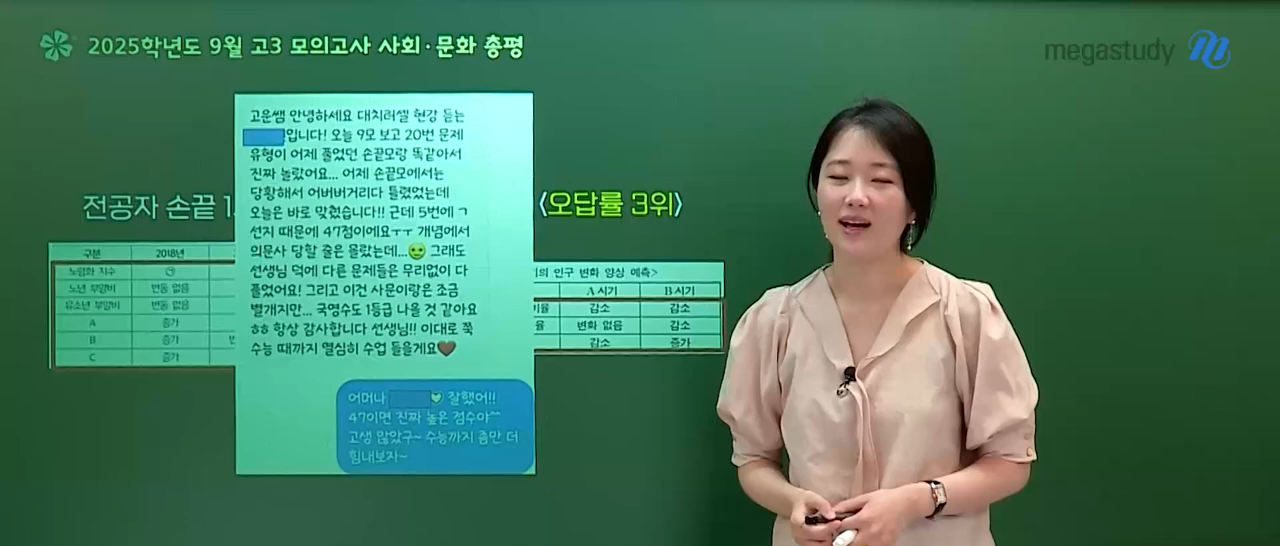 2025학년도 9월 고3 모의고사 사회·문화 총평
megastudy
고운쌤 안녕하세요 대치러셀 현강 듣는
입니다! 오늘 9모 보고 20번 문제
유형이 어제 풀었던 손끝모랑 똑같아서
진짜 놀랐어요... 어제 손끝모에서는
당황해서 어버버거리다 틀렸었는데
오늘은 바로 맞췄습니다!! 근데 5번에 ㄱ
선지 때문에 47점이에요ㅜㅜ 개념에서
의문사 당할 줄은 몰랐는데...🙂 그래도
선생님 덕에 다른 문제들은 무리없이 다
풀었어요! 그리고 이건 사문이랑은 조금
별개지만... 국영수도 1등급 나올 것 같아요
ㅎㅎ 항상 감사합니다 선생님!! 이대로 쭉
수능 때까지 열심히 수업 들을게요🤎
어머나 잘했어!!
47이면 진짜 높은 점수야^^
고생 많았구~ 수능까지 좀만 더
힘내보자~
전공자 손끝 1
〈오답률 3위〉
구분 2018년
노령화 지수 ㉠
노년 부양비 변동 없음
유소년 부양비 변동 없음
A 증가
B 증가
C 증가
의 인구 변화 양상 예측>
A 시기 B 시기
비율 감소 감소
율 변화 없음 감소
감소 증가